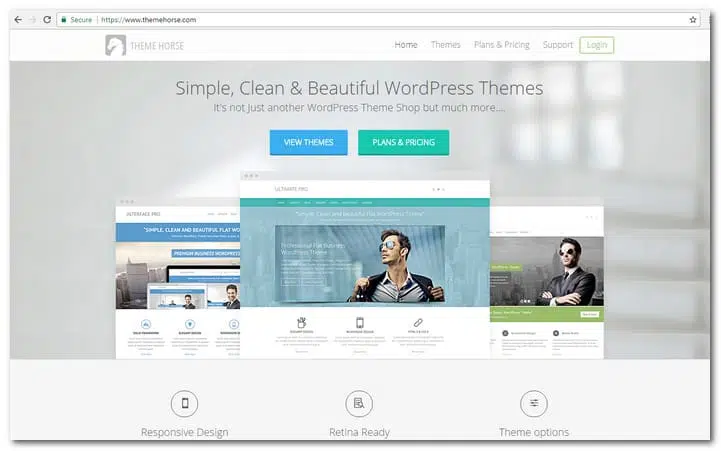 Secure https://www.themehorse.com
THEME HORSE
Home Themes Plans & Pricing Support Login
Simple, Clean & Beautiful WordPress Themes
It's not Just another WordPress Theme Shop but much more....
VIEW THEMES PLANS & PRICING
ULTIMATE PRO
INTERFACE PRO
"Simple, Clean and Beautiful Flat WordPress Theme"
"SIMPLE, CLEAN AND BEAUTIFUL FLAT
PREMIUM BUSINESS WORDPRESS
Professional Flat Business
WordPress Theme
Responsive Design Retina Ready Theme options